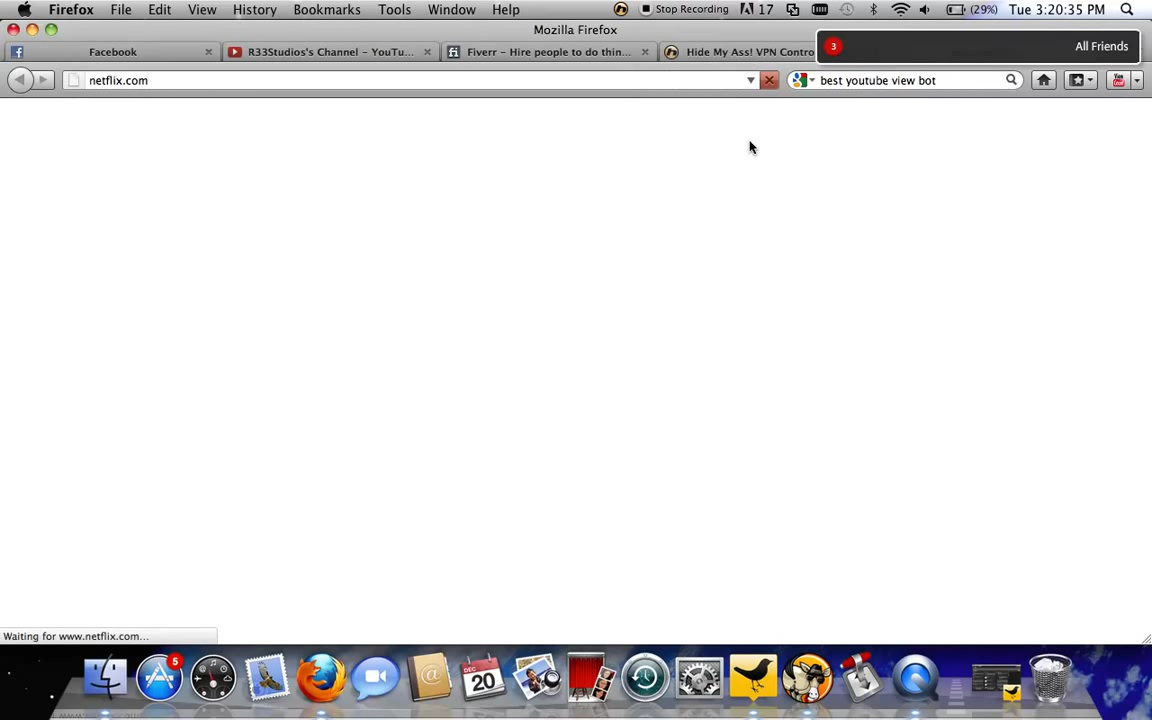 Firefox File Edit View History Bookmarks Tools Window Help Stop Recording 17 (29%) Tue 3:20:35 PM
Mozilla Firefox
3 All Friends
Facebook R33Studios's Channel – YouTu... Fiverr – Hire people to do thin... Hide My Ass! VPN Contro
netflix.com best youtube view bot
Waiting for www.netflix.com...
5
DEC
20